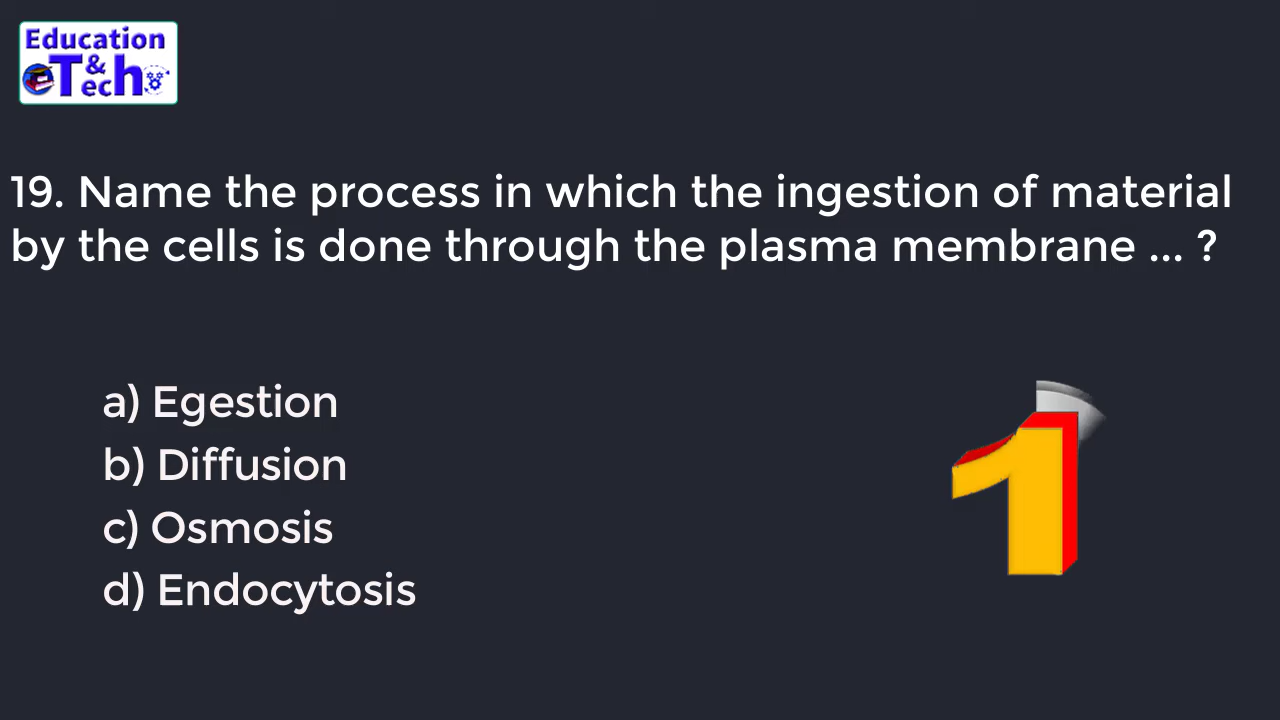 Education
&
Tech
19. Name the process in which the ingestion of material
by the cells is done through the plasma membrane ... ?
a) Egestion
b) Diffusion
c) Osmosis
d) Endocytosis
1